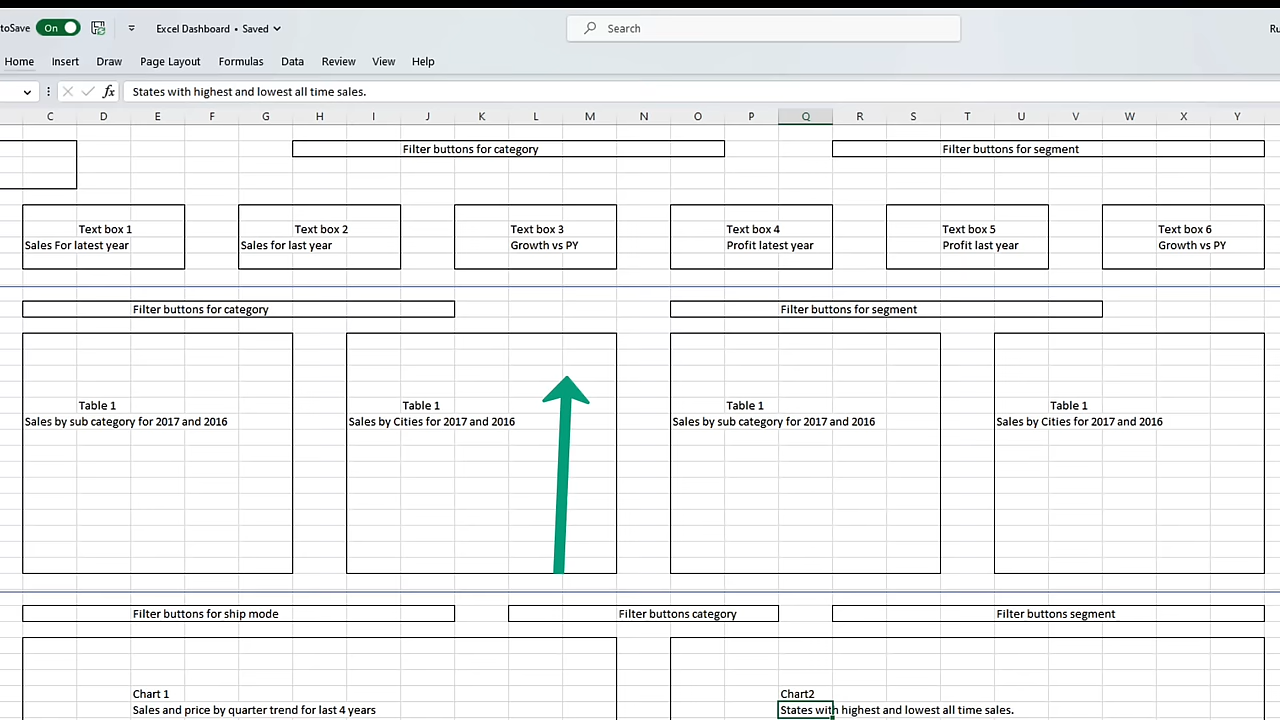 toSave On Excel Dashboard • Saved Search Ru
Home Insert Draw Page Layout Formulas Data Review View Help
fx States with highest and lowest all time sales.
C D E F G H I J K L M N O P Q R S T U V W X Y
Filter buttons for category Filter buttons for segment
Text box 1 Text box 2 Text box 3 Text box 4 Text box 5 Text box 6
Sales For latest year Sales for last year Growth vs PY Profit latest year Profit last year Growth vs PY
Filter buttons for category Filter buttons for segment
Table 1 Table 1 Table 1 Table 1
Sales by sub category for 2017 and 2016 Sales by Cities for 2017 and 2016 Sales by sub category for 2017 and 2016 Sales by Cities for 2017 and 2016
Filter buttons for ship mode Filter buttons category Filter buttons segment
Chart 1 Chart2
Sales and price by quarter trend for last 4 years States with highest and lowest all time sales.